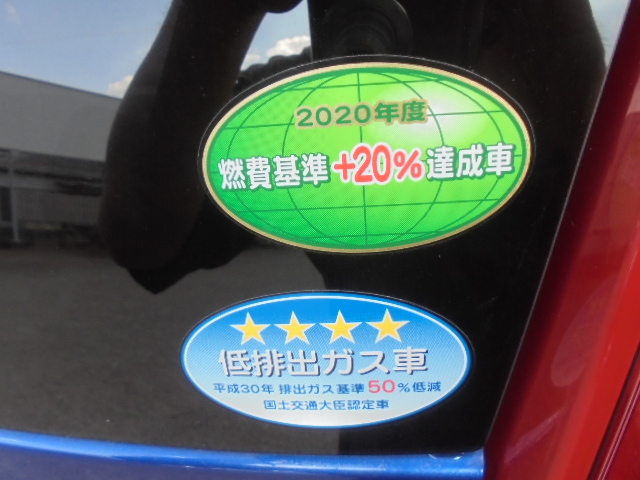 2020年度
燃費基準+20%達成車
低排出ガス車
平成30年 排出ガス基準50%低減
国土交通大臣認定車